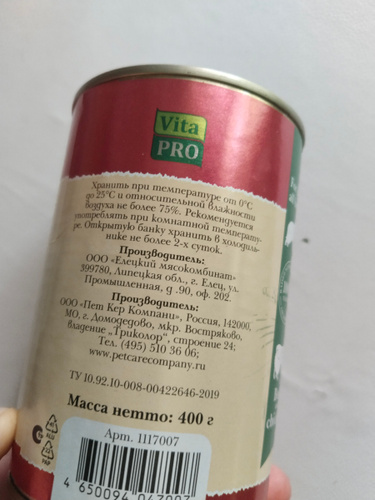 Vita
PRO
Хранить при температуре от 0°С
до 25°С и относительной влажности
воздуха не более 75%. Рекомендуется
употреблять при комнатной температу-
ре. Открытую банку хранить в холодиль-
нике не более 2-х суток.
Производитель:
ООО «Елецкий мясокомбинат»
399780, Липецкая обл., г. Елец, ул.
Промышленная, д .90, оф. 202.
Производитель:
ООО «Пет Кер Компани», Россия, 142000,
МО, г. Домодедово, мкр. Востряково,
владение „Триколор", строение 24;
Тел. (495) 510 36 06;
www.petcarecompany.ru
ТУ 10.92.10-008-00422646-2019
Масса нетто: 400 г
Арт. 1117007